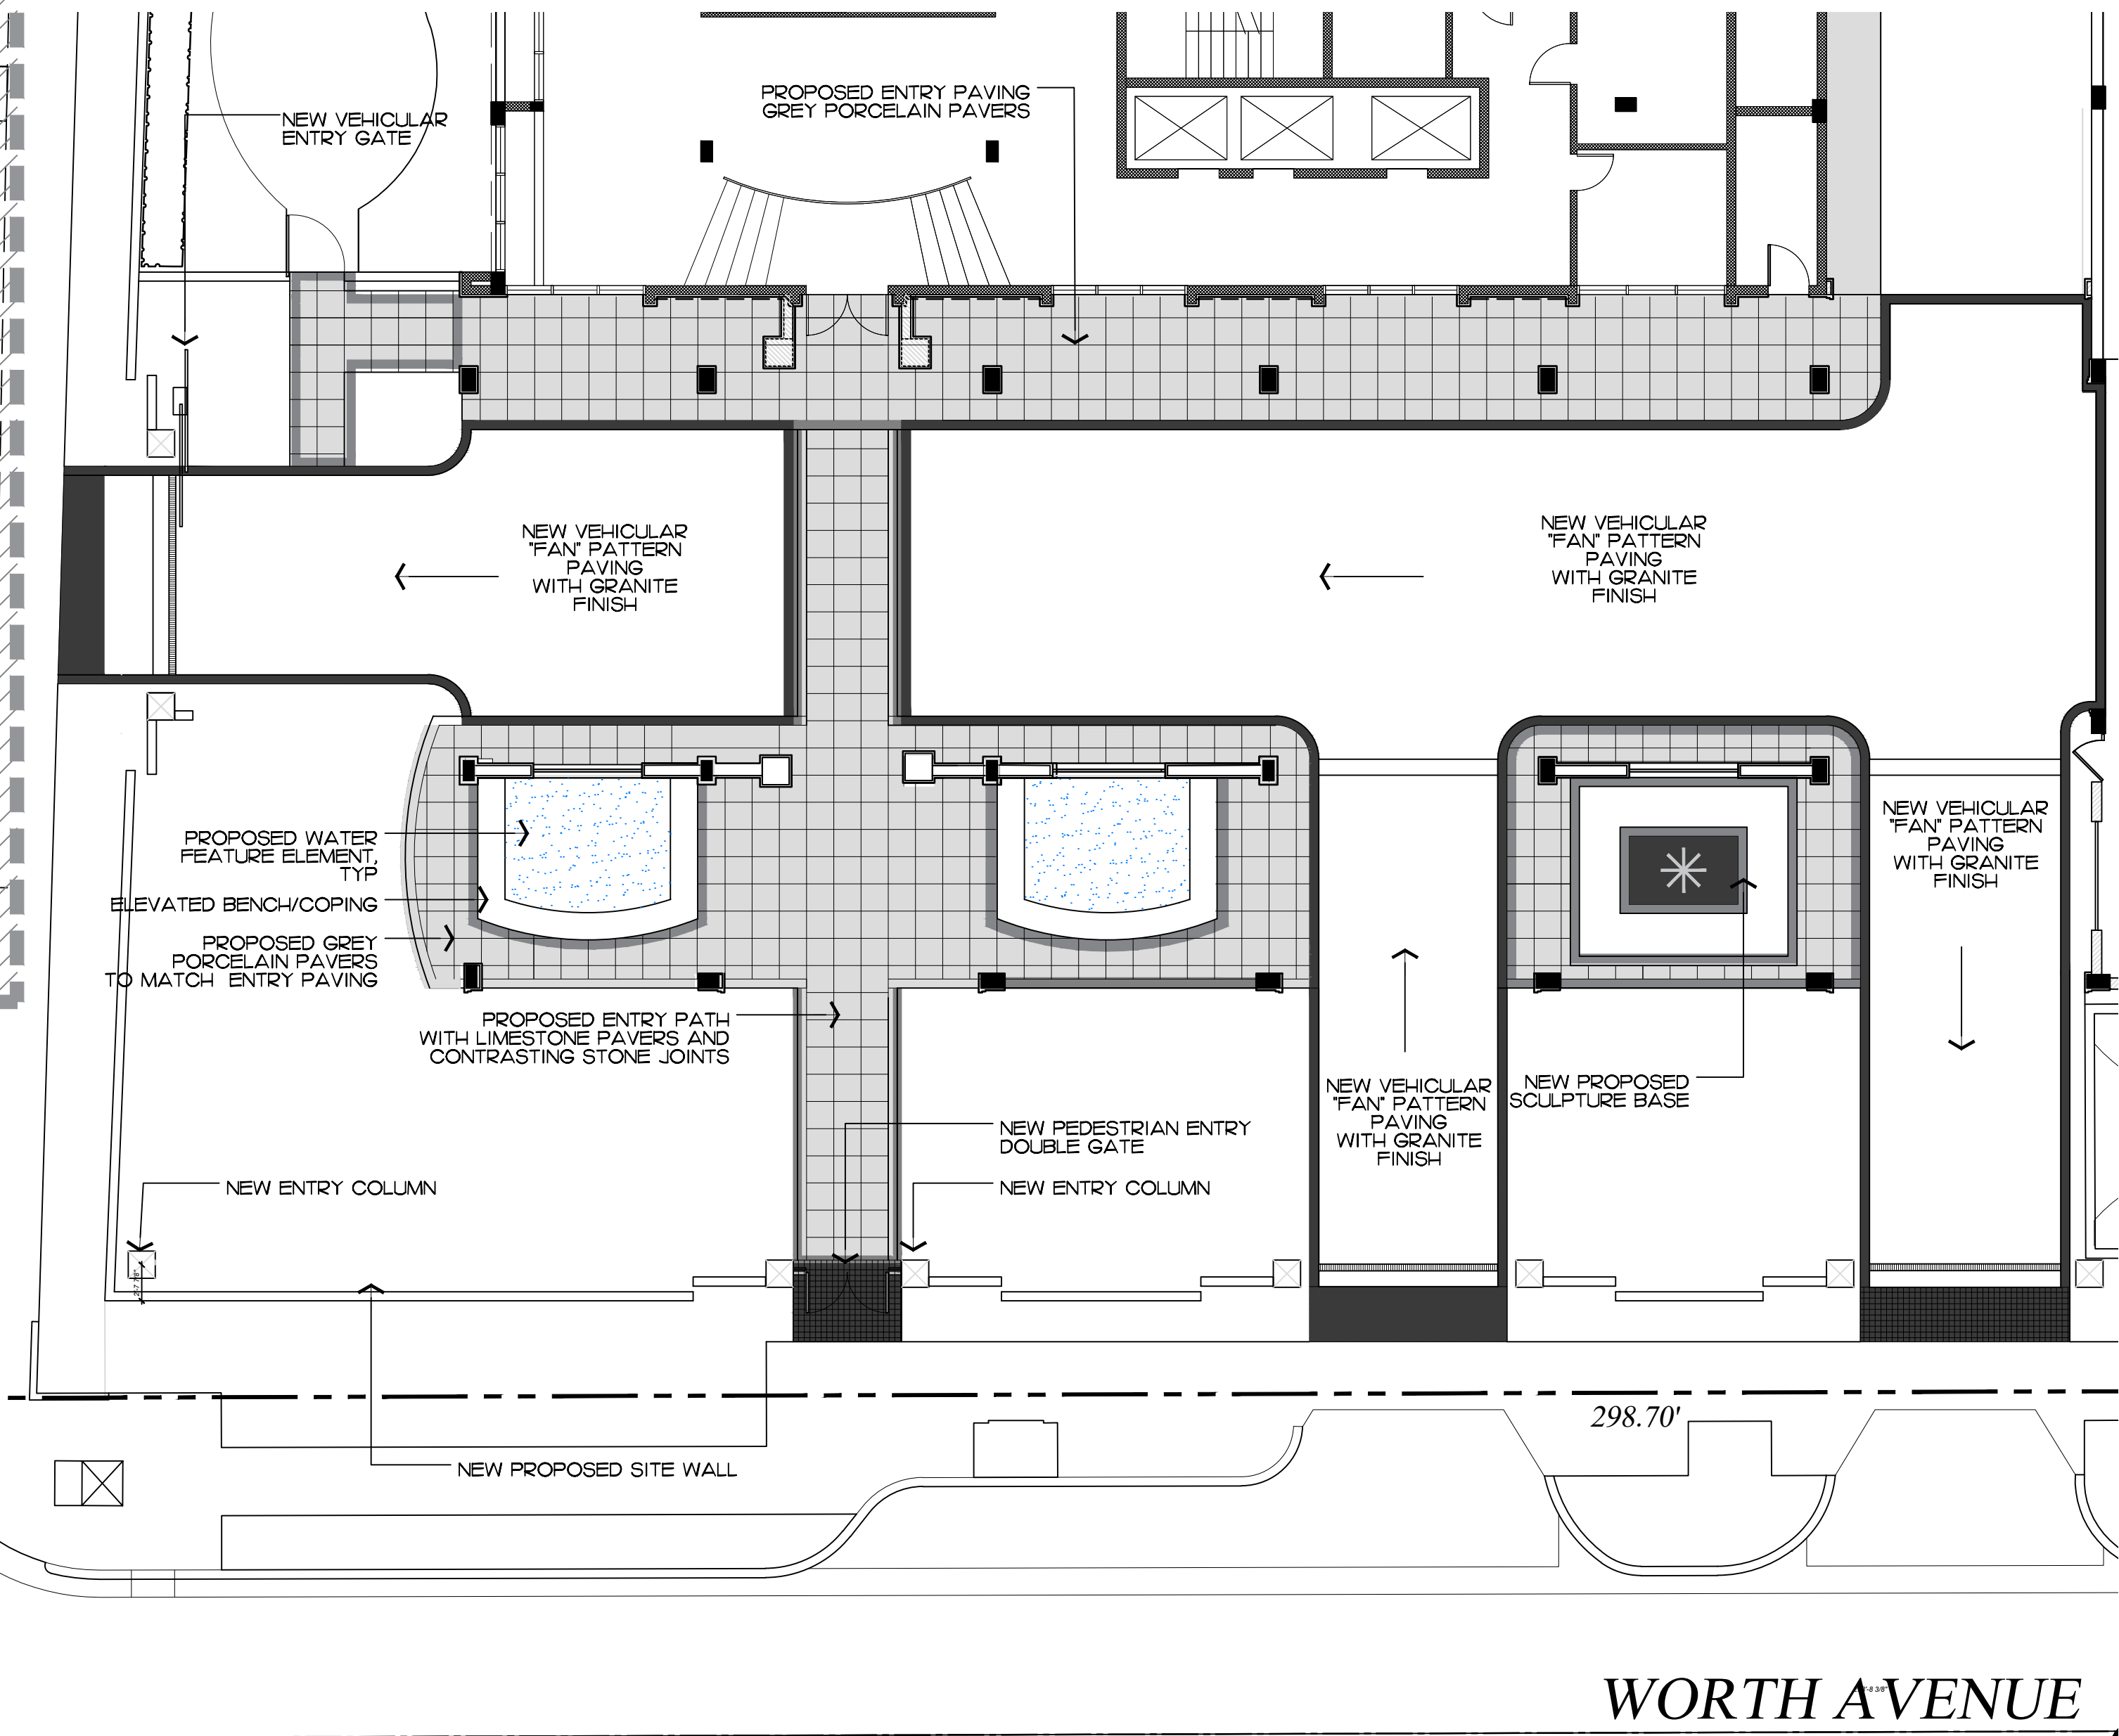 PROPOSED ENTRY PAVING
GREY PORCELAIN PAVERS
NEW VEHICULAR
ENTRY GATE
NEW VEHICULAR
"FAN" PATTERN
PAVING
WITH GRANITE
FINISH
NEW VEHICULAR
"FAN" PATTERN
PAVING
WITH GRANITE
FINISH
NEW VEHICULAR
"FAN" PATTERN
PAVING
WITH GRANITE
FINISH
PROPOSED WATER
FEATURE ELEMENT,
TYP
ELEVATED BENCH/COPING
PROPOSED GREY
PORCELAIN PAVERS
TO MATCH ENTRY PAVING
PROPOSED ENTRY PATH
WITH LIMESTONE PAVERS AND
CONTRASTING STONE JOINTS
NEW VEHICULAR
"FAN" PATTERN
PAVING
WITH GRANITE
FINISH
NEW PROPOSED
SCULPTURE BASE
NEW PEDESTRIAN ENTRY
DOUBLE GATE
NEW ENTRY COLUMN
NEW ENTRY COLUMN
298.70'
NEW PROPOSED SITE WALL
WORTH AVENUE